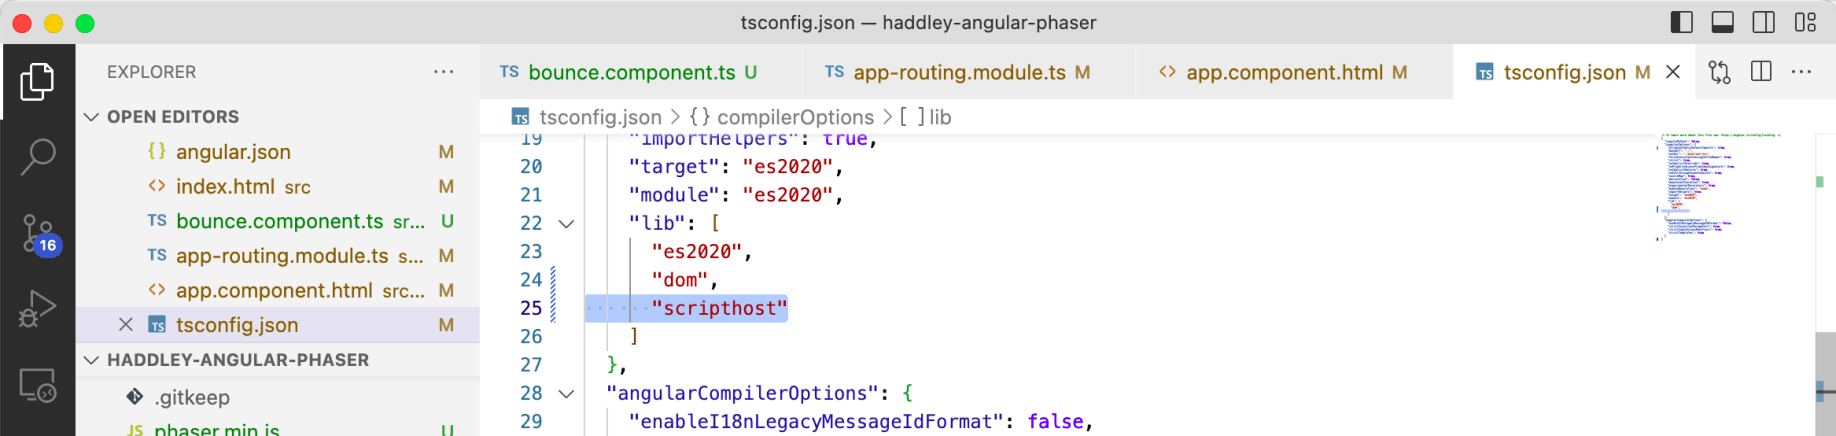 tsconfig.json — haddley-angular-phaser
EXPLORER
OPEN EDITORS
{} angular.json M
<> index.html src M
TS bounce.component.ts sr... U
TS app-routing.module.ts s... M
<> app.component.html src... M
TS tsconfig.json M
HADDLEY-ANGULAR-PHASER
.gitkeep
JS phaser.min.js U
16
TS bounce.component.ts U
TS app-routing.module.ts M
<> app.component.html M
TS tsconfig.json M
TS tsconfig.json > {} compilerOptions > [ ] lib
19 "importHelpers": true,
20 "target": "es2020",
21 "module": "es2020",
22 "lib": [
23 "es2020",
24 "dom",
25 "scripthost"
26 ]
27 },
28 "angularCompilerOptions": {
29 "enableI18nLegacyMessageIdFormat": false,